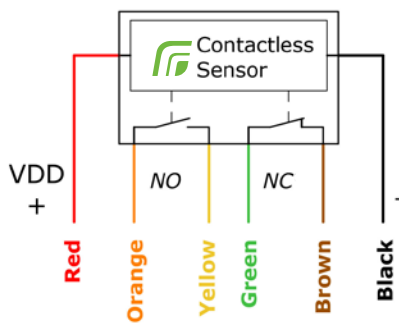 Contactless
Sensor
VDD
+
NO
NC
-
Red
Orange
Yellow
Green
Brown
Black